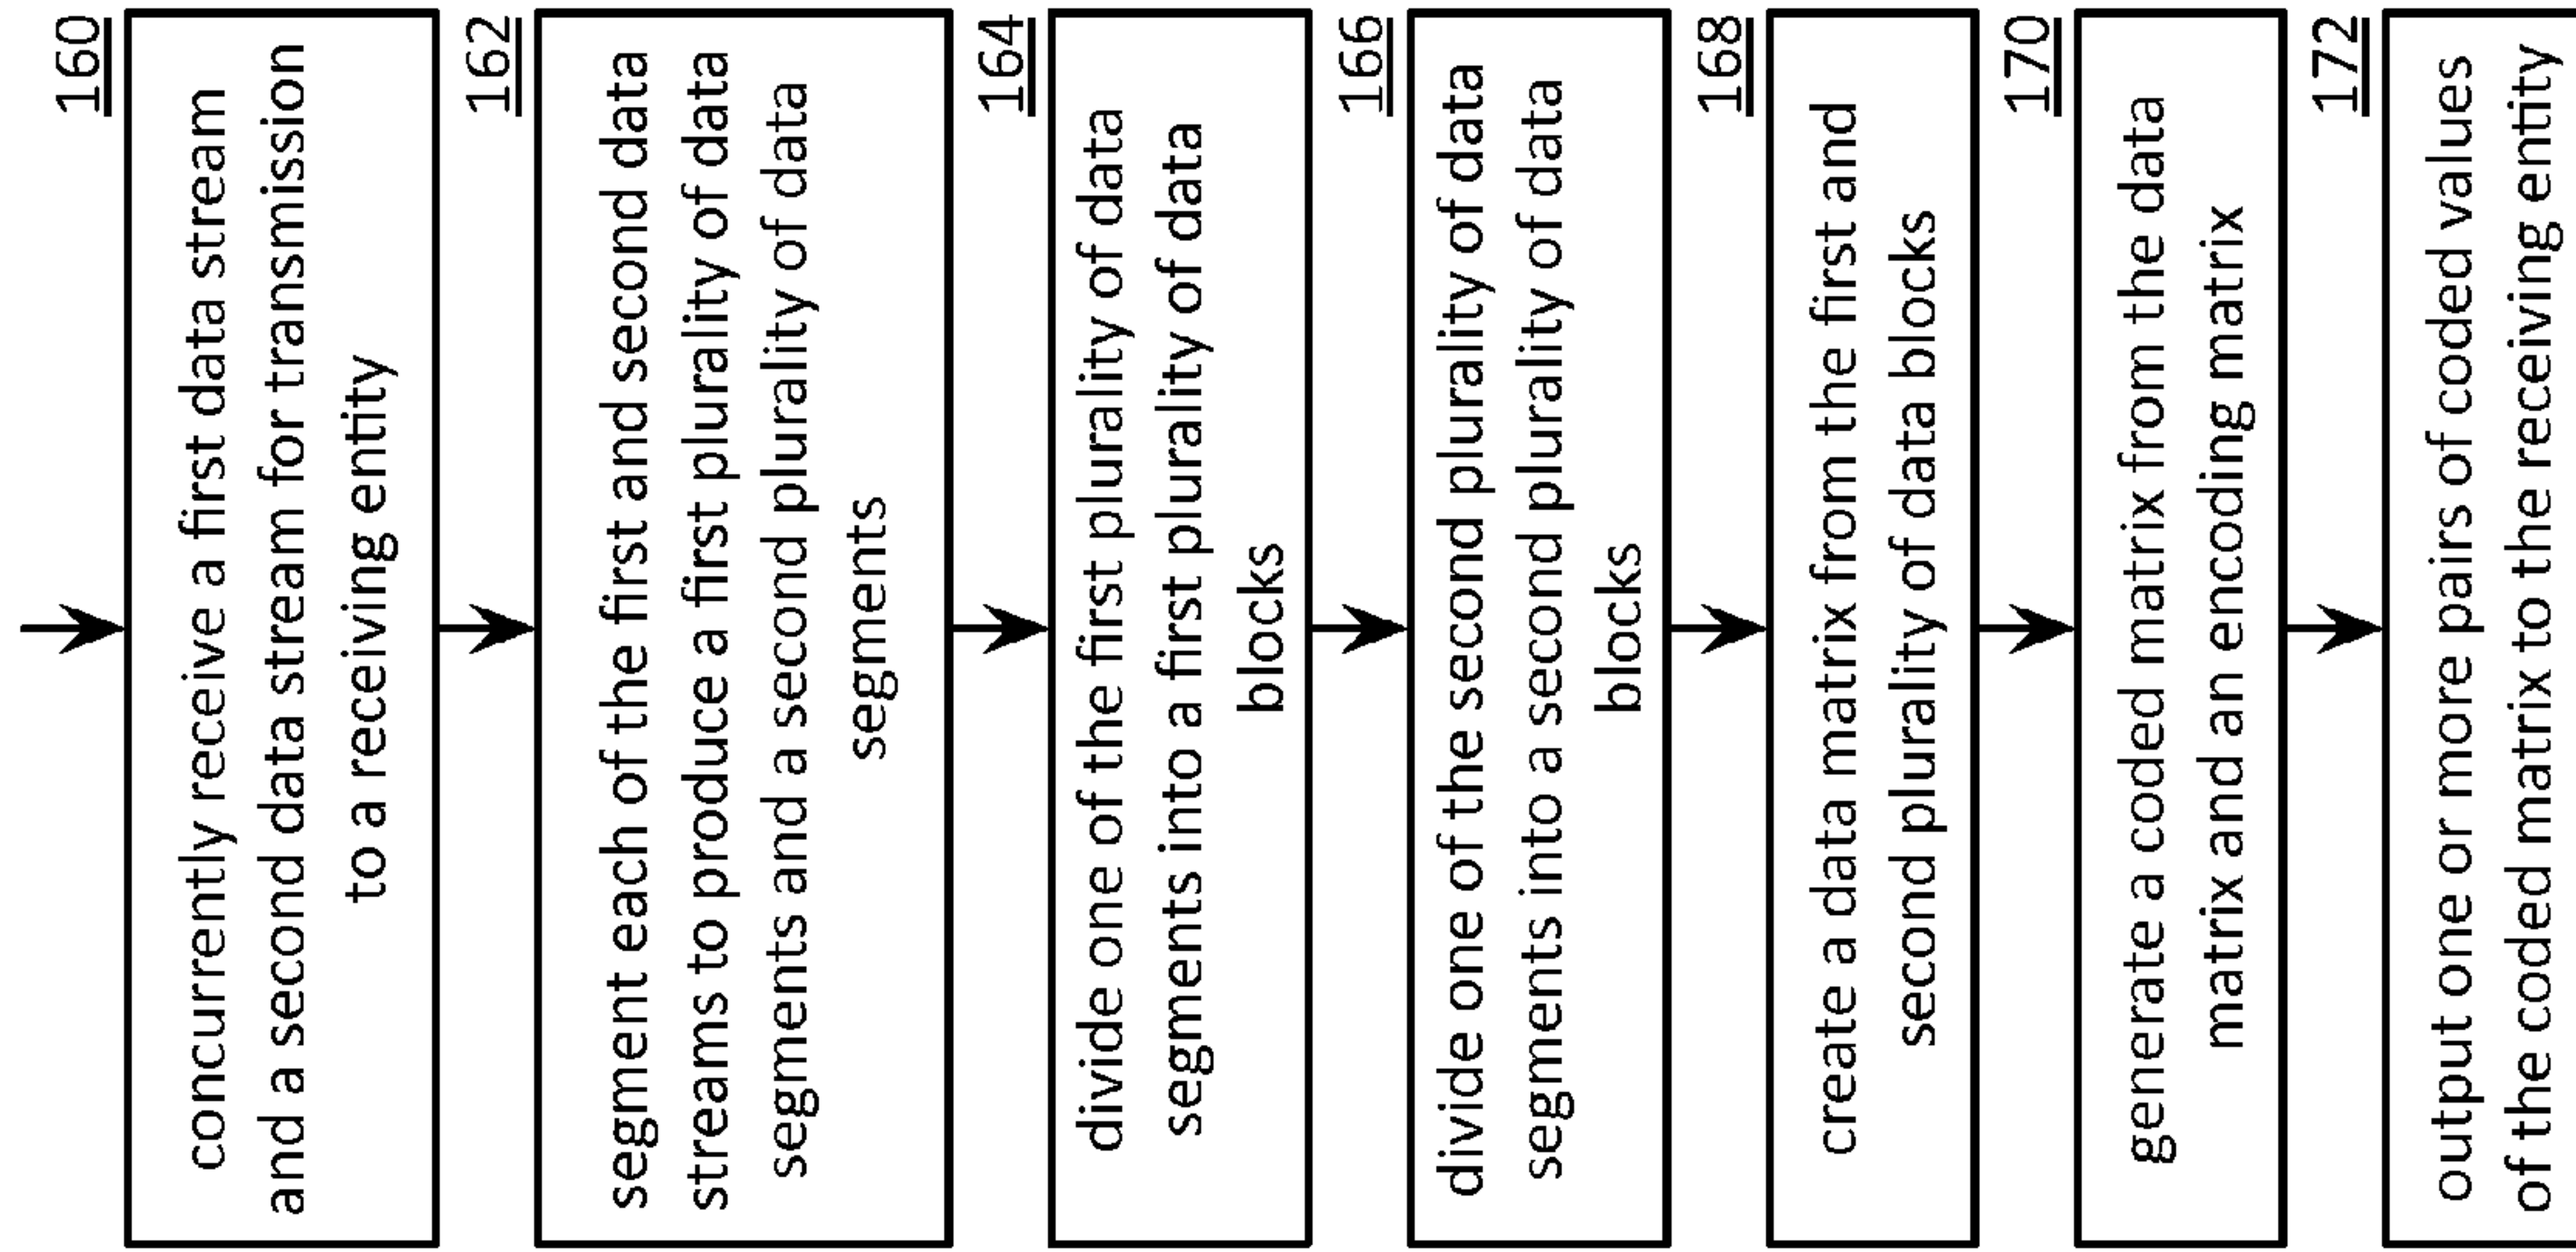 160
concurrently receive a first data stream
and a second data stream for transmission
to a receiving entity
162
segment each of the first and second data
streams to produce a first plurality of data
segments and a second plurality of data
segments
164
divide one of the first plurality of data
segments into a first plurality of data
blocks
166
divide one of the second plurality of data
segments into a second plurality of data
blocks
168
create a data matrix from the first and
second plurality of data blocks
170
generate a coded matrix from the data
matrix and an encoding matrix
172
output one or more pairs of coded values
of the coded matrix to the receiving entity